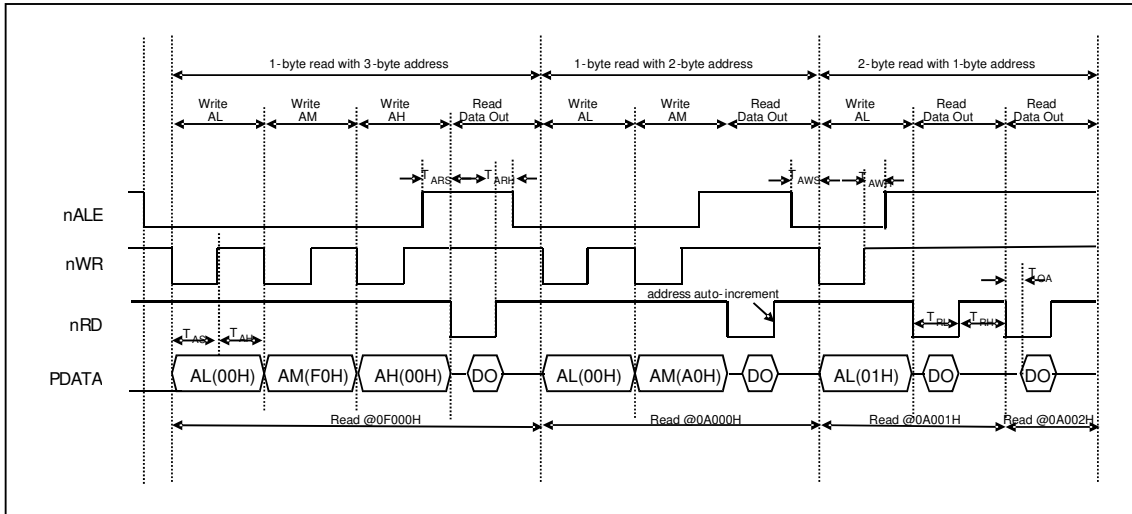 1-byte read with 3-byte address 1-byte read with 2-byte address 2-byte read with 1-byte address
Write Write Write Read Write Write Read Write Read Read
AL AM AH Data Out AL AM Data Out AL Data Out Data Out
TARS TARH TAWS TAWH
nALE
nWR
TOA
address auto-increment
nRD TRL TRH
TAS TAH
PDATA AL(00H) AM(F0H) AH(00H) DO AL(00H) AM(A0H) DO AL(01H) DO DO
Read @0F000H Read @0A000H Read @0A001H Read @0A002H